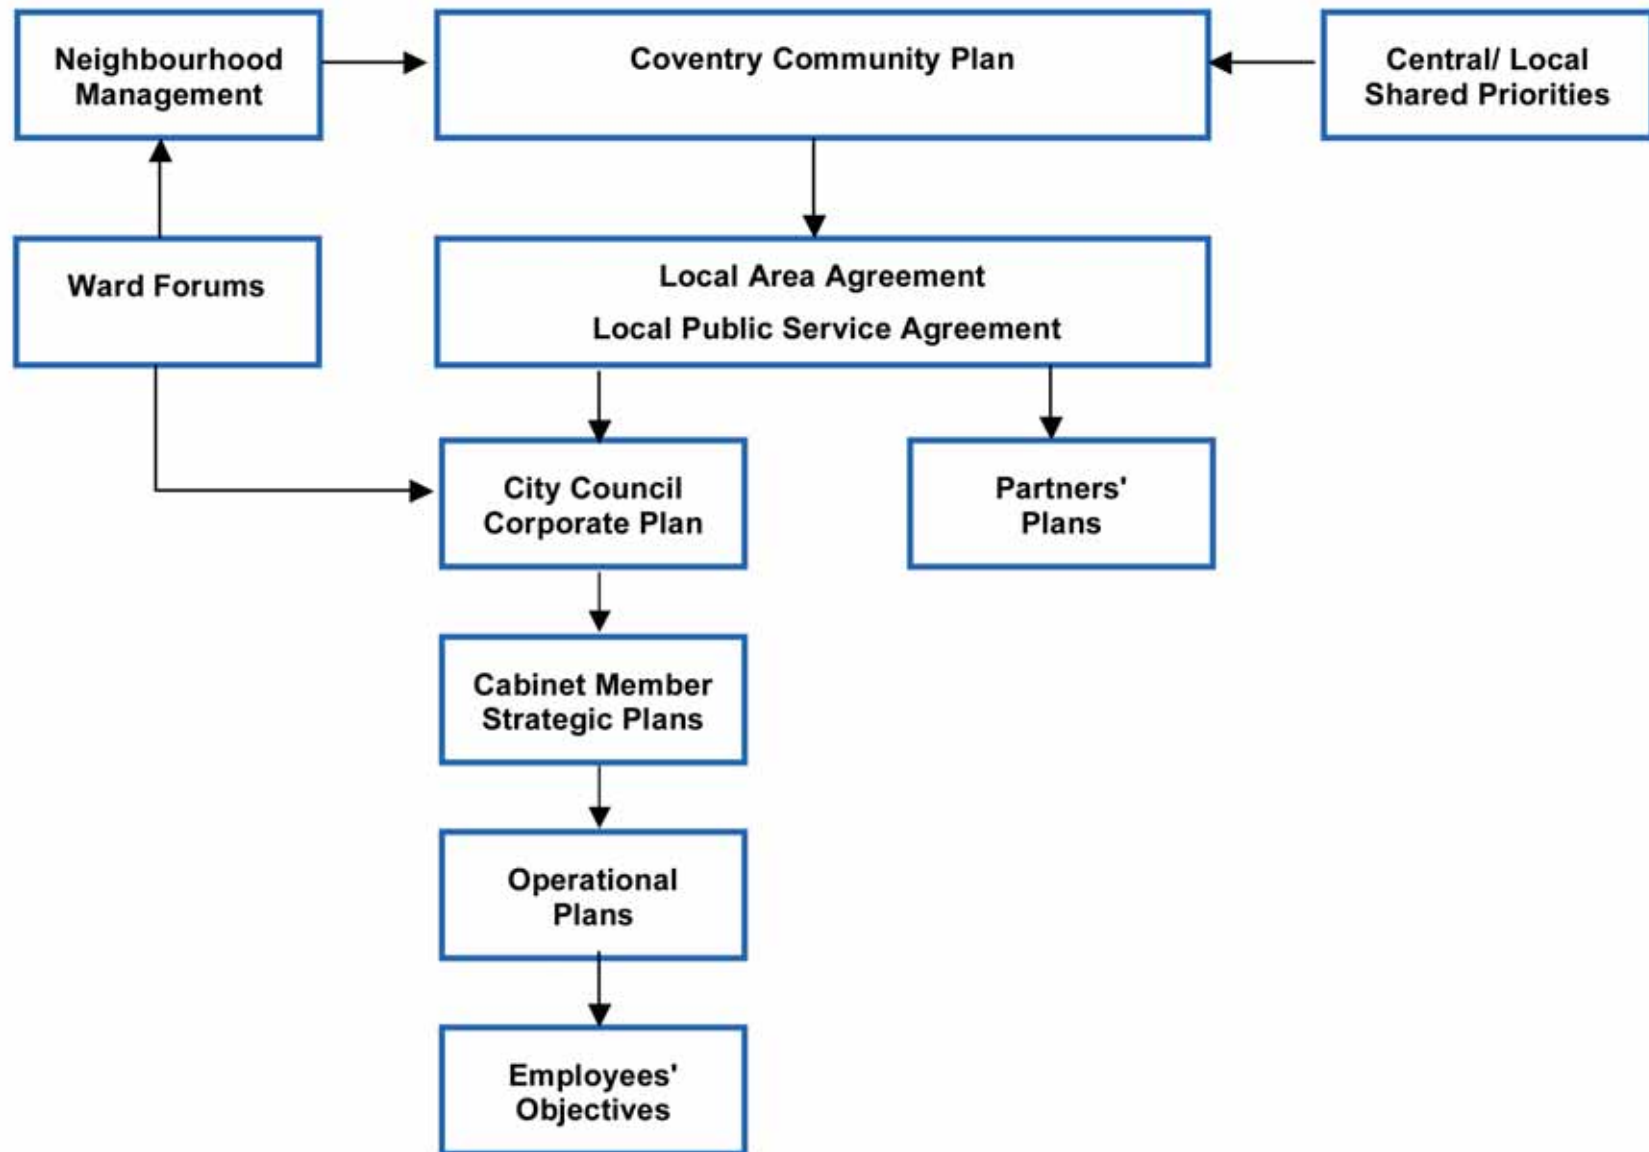 Neighbourhood
Management
Coventry Community Plan
Central/ Local
Shared Priorities
Ward Forums
Local Area Agreement
Local Public Service Agreement
City Council
Corporate Plan
Partners'
Plans
Cabinet Member
Strategic Plans
Operational
Plans
Employees'
Objectives